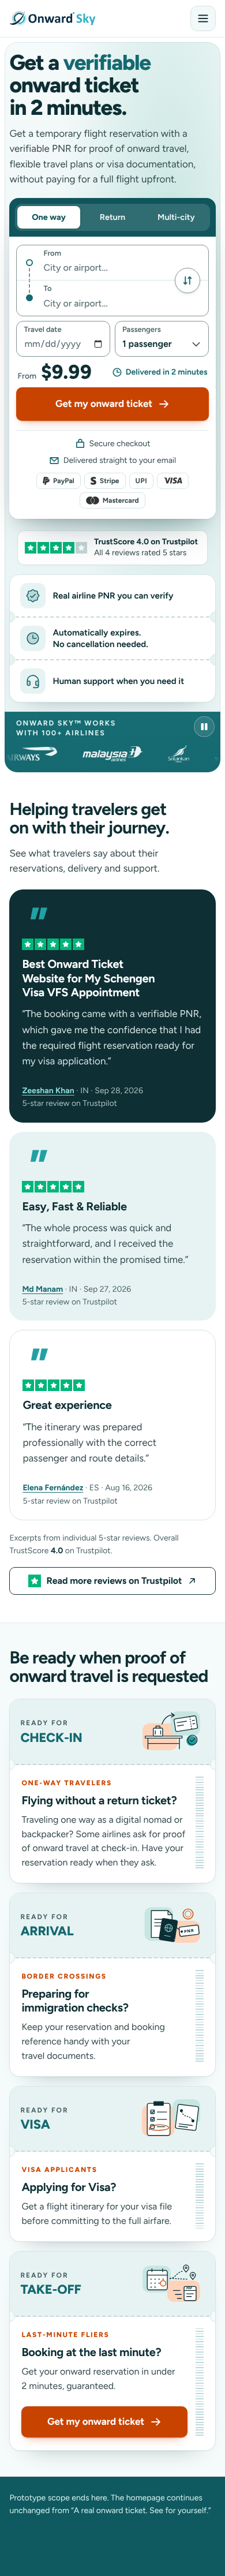 Onward Sky
Get a verifiable
onward ticket
in 2 minutes.
Get a temporary flight reservation with a
verifiable PNR for proof of onward travel,
flexible travel plans or visa documentation,
without paying for a full flight upfront.
One way Return Multi-city
From
City or airport...
To
City or airport...
Travel date
mm/dd/yyyy
Passengers
1 passenger
From $9.99
Delivered in 2 minutes
Get my onward ticket →
Secure checkout
Delivered straight to your email
PayPal Stripe UPI VISA
Mastercard
TrustScore 4.0 on Trustpilot
All 4 reviews rated 5 stars
Real airline PNR you can verify
Automatically expires.
No cancellation needed.
Human support when you need it
ONWARD SKY™ WORKS
WITH 100+ AIRLINES
IRWAYS malaysia airlines SriLankan
Helping travelers get
on with their journey.
See what travelers say about their
reservations, delivery and support.
Best Onward Ticket
Website for My Schengen
Visa VFS Appointment
“The booking came with a verifiable PNR,
which gave me the confidence that I had
the required flight reservation ready for
my visa application.”
Zeeshan Khan · IN · Sep 28, 2026
5-star review on Trustpilot
Easy, Fast & Reliable
“The whole process was quick and
straightforward, and I received the
reservation within the promised time.”
Md Manam · IN · Sep 27, 2026
5-star review on Trustpilot
Great experience
“The itinerary was prepared
professionally with the correct
passenger and route details.”
Elena Fernández · ES · Aug 16, 2026
5-star review on Trustpilot
Excerpts from individual 5-star reviews. Overall
TrustScore 4.0 on Trustpilot.
Read more reviews on Trustpilot ↗
Be ready when proof of
onward travel is requested
READY FOR
CHECK-IN
ONE-WAY TRAVELERS
Flying without a return ticket?
Traveling one way as a digital nomad or
backpacker? Some airlines ask for proof
of onward travel at check-in. Have your
reservation ready when they ask.
READY FOR
ARRIVAL
PNR
BORDER CROSSINGS
Preparing for
immigration checks?
Keep your reservation and booking
reference handy with your
travel documents.
READY FOR
VISA
VISA APPLICANTS
Applying for Visa?
Get a flight itinerary for your visa file
before committing to the full airfare.
READY FOR
TAKE-OFF
LAST-MINUTE FLIERS
Booking at the last minute?
Get your onward reservation in under
2 minutes, guaranteed.
Get my onward ticket →
Prototype scope ends here. The homepage continues
unchanged from “A real onward ticket. See for yourself.”